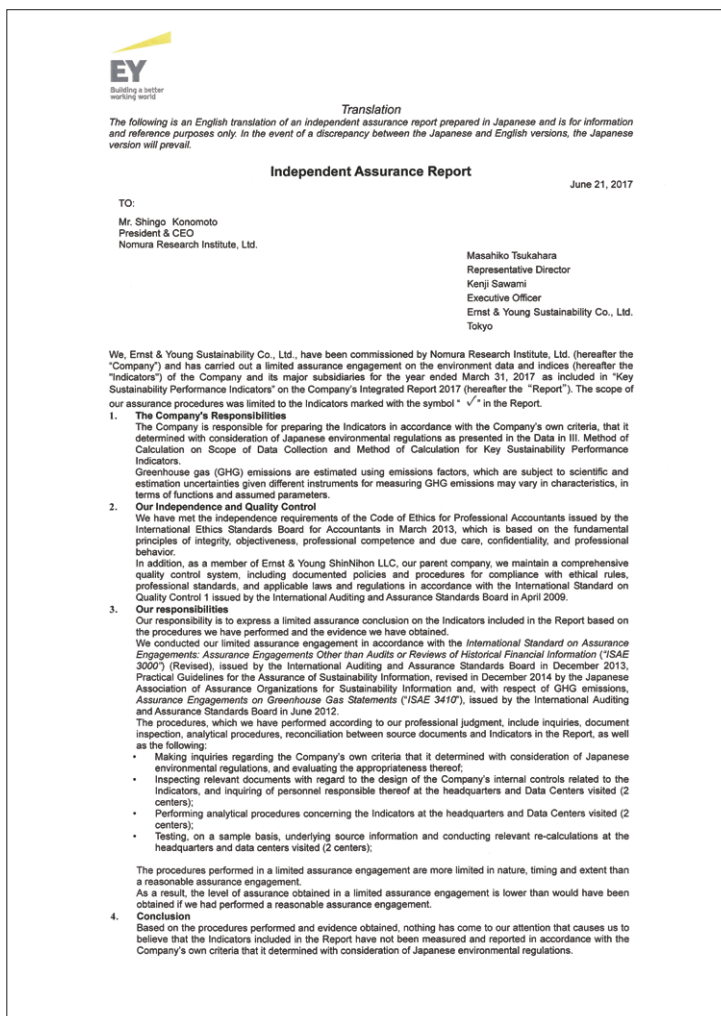 EY
Building a better
working world
Translation
The following is an English translation of an independent assurance report prepared in Japanese and is for information
and reference purposes only. In the event of a discrepancy between the Japanese and English versions, the Japanese
version will prevail.
Independent Assurance Report
June 21, 2017
TO:
Mr. Shingo Konomoto
President & CEO
Nomura Research Institute, Ltd.
Masahiko Tsukahara
Representative Director
Kenji Sawami
Executive Officer
Ernst & Young Sustainability Co., Ltd.
Tokyo
We, Ernst & Young Sustainability Co., Ltd., have been commissioned by Nomura Research Institute, Ltd. (hereafter the
"Company") and has carried out a limited assurance engagement on the environment data and indices (hereafter the
"Indicators") of the Company and its major subsidiaries for the year ended March 31, 2017 as included in "Key
Sustainability Performance Indicators" on the Company's Integrated Report 2017 (hereafter the "Report"). The scope of
our assurance procedures was limited to the Indicators marked with the symbol " ✓" in the Report.
1. The Company's Responsibilities
The Company is responsible for preparing the Indicators in accordance with the Company's own criteria, that it
determined with consideration of Japanese environmental regulations as presented in the Data in III. Method of
Calculation on Scope of Data Collection and Method of Calculation for Key Sustainability Performance
Indicators.
Greenhouse gas (GHG) emissions are estimated using emissions factors, which are subject to scientific and
estimation uncertainties given different instruments for measuring GHG emissions may vary in characteristics, in
terms of functions and assumed parameters.
2. Our Independence and Quality Control
We have met the independence requirements of the Code of Ethics for Professional Accountants issued by the
International Ethics Standards Board for Accountants in March 2013, which is based on the fundamental
principles of integrity, objectiveness, professional competence and due care, confidentiality, and professional
behavior.
In addition, as a member of Ernst & Young ShinNihon LLC, our parent company, we maintain a comprehensive
quality control system, including documented policies and procedures for compliance with ethical rules,
professional standards, and applicable laws and regulations in accordance with the International Standard on
Quality Control 1 issued by the International Auditing and Assurance Standards Board in April 2009.
3. Our responsibilities
Our responsibility is to express a limited assurance conclusion on the Indicators included in the Report based on
the procedures we have performed and the evidence we have obtained.
We conducted our limited assurance engagement in accordance with the International Standard on Assurance
Engagements: Assurance Engagements Other than Audits or Reviews of Historical Financial Information ("ISAE
3000") (Revised), issued by the International Auditing and Assurance Standards Board in December 2013,
Practical Guidelines for the Assurance of Sustainability Information, revised in December 2014 by the Japanese
Association of Assurance Organizations for Sustainability Information and, with respect of GHG emissions,
Assurance Engagements on Greenhouse Gas Statements ("ISAE 3410"), issued by the International Auditing
and Assurance Standards Board in June 2012.
The procedures, which we have performed according to our professional judgment, include inquiries, document
inspection, analytical procedures, reconciliation between source documents and Indicators in the Report, as well
as the following:
• Making inquiries regarding the Company's own criteria that it determined with consideration of Japanese
environmental regulations, and evaluating the appropriateness thereof;
• Inspecting relevant documents with regard to the design of the Company's internal controls related to the
Indicators, and inquiring of personnel responsible thereof at the headquarters and Data Centers visited (2
centers);
• Performing analytical procedures concerning the Indicators at the headquarters and Data Centers visited (2
centers);
• Testing, on a sample basis, underlying source information and conducting relevant re-calculations at the
headquarters and data centers visited (2 centers);
The procedures performed in a limited assurance engagement are more limited in nature, timing and extent than
a reasonable assurance engagement.
As a result, the level of assurance obtained in a limited assurance engagement is lower than would have been
obtained if we had performed a reasonable assurance engagement.
4. Conclusion
Based on the procedures performed and evidence obtained, nothing has come to our attention that causes us to
believe that the Indicators included in the Report have not been measured and reported in accordance with the
Company's own criteria that it determined with consideration of Japanese environmental regulations.